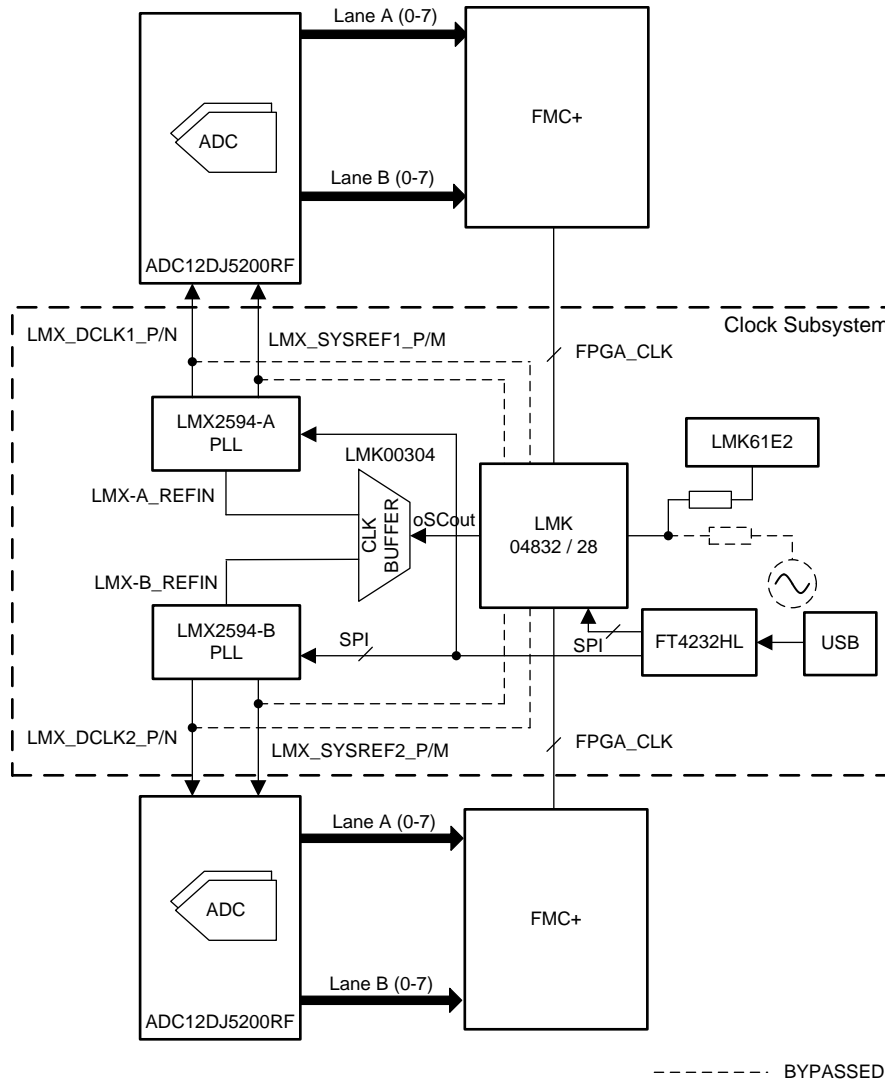 Lane A (0-7)
ADC
FMC+
Lane B (0-7)
ADC12DJ5200RF
LMX_DCLK1_P/N
LMX_SYSREF1_P/M
Clock Subsystem
FPGA_CLK
LMX2594-A
PLL
LMK00304
LMK61E2
LMX-A_REFIN
CLK
BUFFER
oSCout
LMK
04832 / 28
LMX-B_REFIN
LMX2594-B
PLL
SPI
SPI
FT4232HL
USB
LMX_DCLK2_P/N
LMX_SYSREF2_P/M
FPGA_CLK
Lane A (0-7)
ADC
FMC+
Lane B (0-7)
ADC12DJ5200RF
BYPASSED